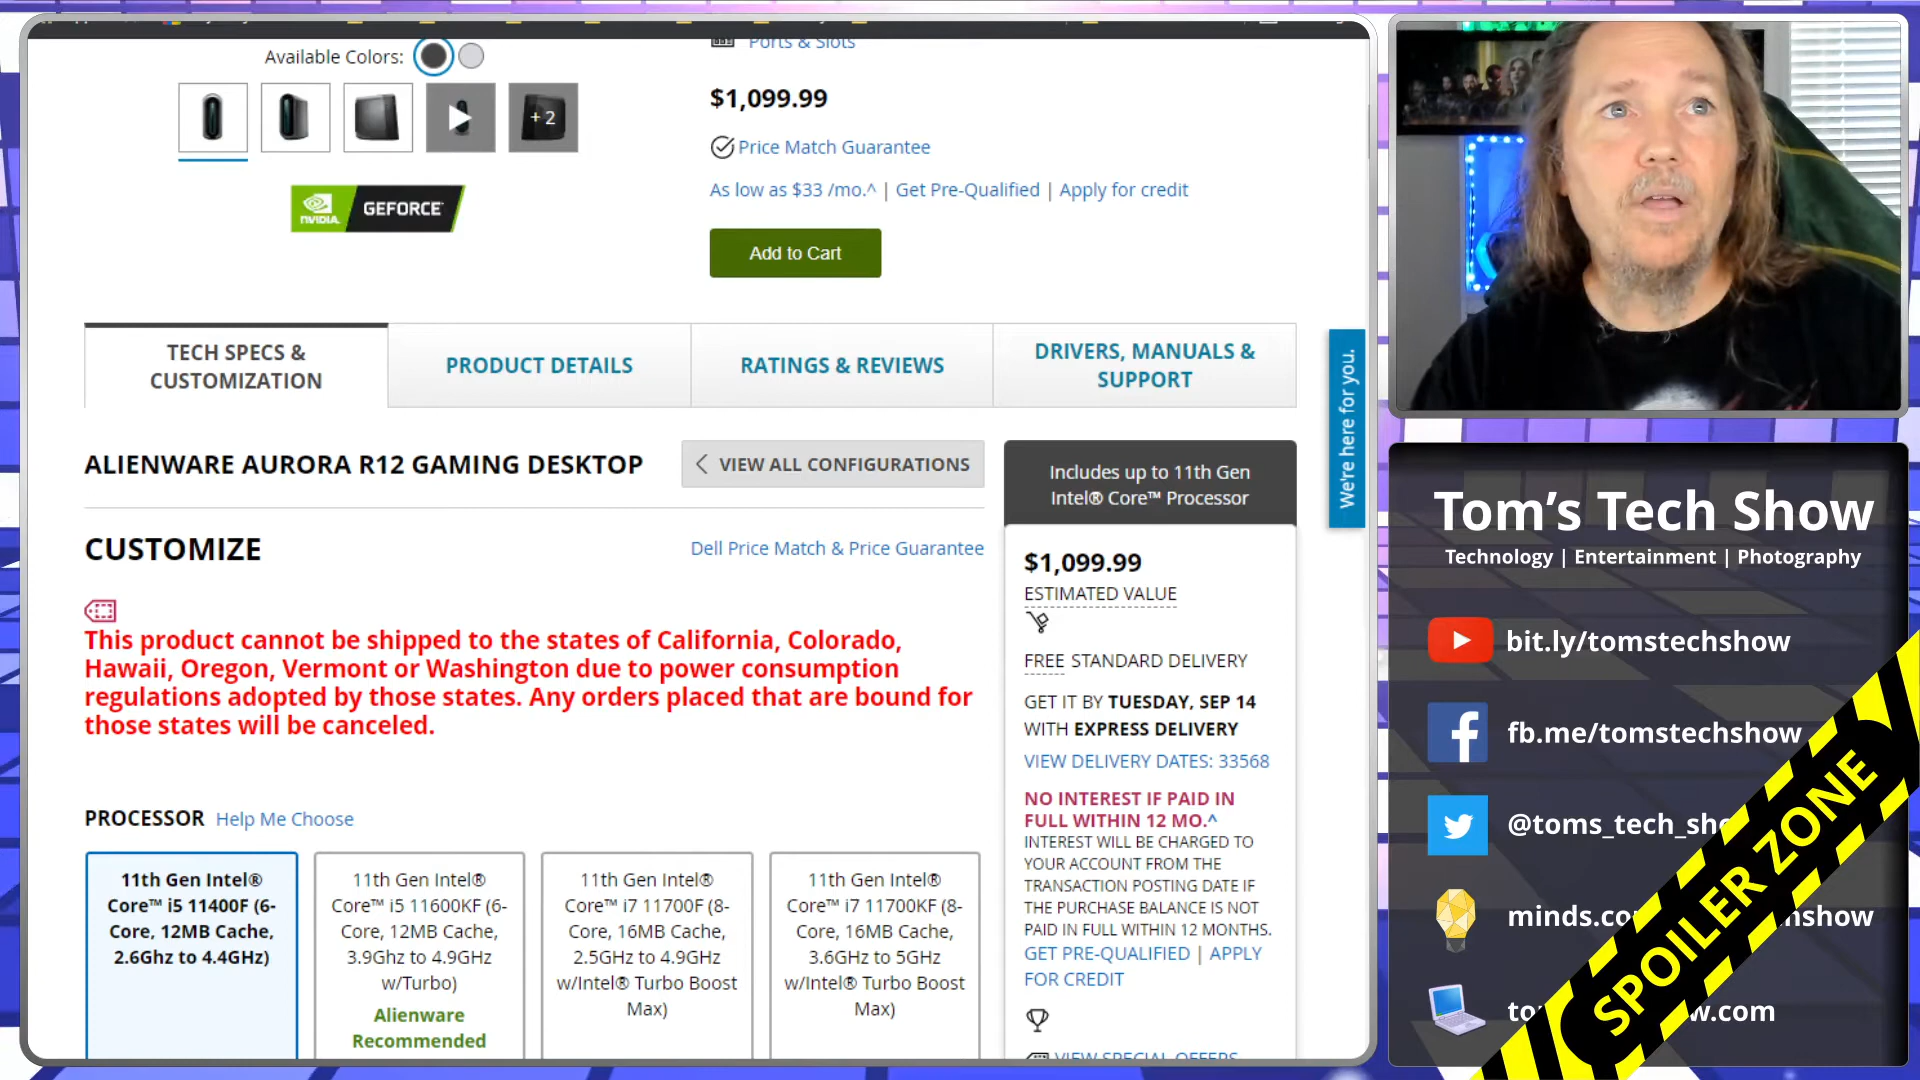 Available Colors:
+ 2
NVIDIA.
GEFORCE
Ports & Slots
$1,099.99
Price Match Guarantee
As low as $33 /mo.^ | Get Pre-Qualified | Apply for credit
Add to Cart
TECH SPECS &
CUSTOMIZATION
PRODUCT DETAILS
RATINGS & REVIEWS
DRIVERS, MANUALS &
SUPPORT
We're here for you.
ALIENWARE AURORA R12 GAMING DESKTOP
VIEW ALL CONFIGURATIONS
CUSTOMIZE
Dell Price Match & Price Guarantee
This product cannot be shipped to the states of California, Colorado,
Hawaii, Oregon, Vermont or Washington due to power consumption
regulations adopted by those states. Any orders placed that are bound for
those states will be canceled.
PROCESSOR Help Me Choose
11th Gen Intel®
Core™ i5 11400F (6-
Core, 12MB Cache,
2.6Ghz to 4.4GHz)
11th Gen Intel®
Core™ i5 11600KF (6-
Core, 12MB Cache,
3.9Ghz to 4.9GHz
w/Turbo)
Alienware
Recommended
11th Gen Intel®
Core™ i7 11700F (8-
Core, 16MB Cache,
2.5GHz to 4.9GHz
w/Intel® Turbo Boost
Max)
11th Gen Intel®
Core™ i7 11700KF (8-
Core, 16MB Cache,
3.6GHz to 5GHz
w/Intel® Turbo Boost
Max)
Includes up to 11th Gen
Intel® Core™ Processor
$1,099.99
ESTIMATED VALUE
FREE STANDARD DELIVERY
GET IT BY TUESDAY, SEP 14
WITH EXPRESS DELIVERY
VIEW DELIVERY DATES: 33568
NO INTEREST IF PAID IN
FULL WITHIN 12 MO.^
INTEREST WILL BE CHARGED TO
YOUR ACCOUNT FROM THE
TRANSACTION POSTING DATE IF
THE PURCHASE BALANCE IS NOT
PAID IN FULL WITHIN 12 MONTHS.
GET PRE-QUALIFIED | APPLY
FOR CREDIT
VIEW SPECIAL OFFERS
Tom's Tech Show
Technology | Entertainment | Photography
bit.ly/tomstechshow
fb.me/tomstechshow
@toms_tech_sho
minds.co
hshow
to
w.com
SPOILER ZONE